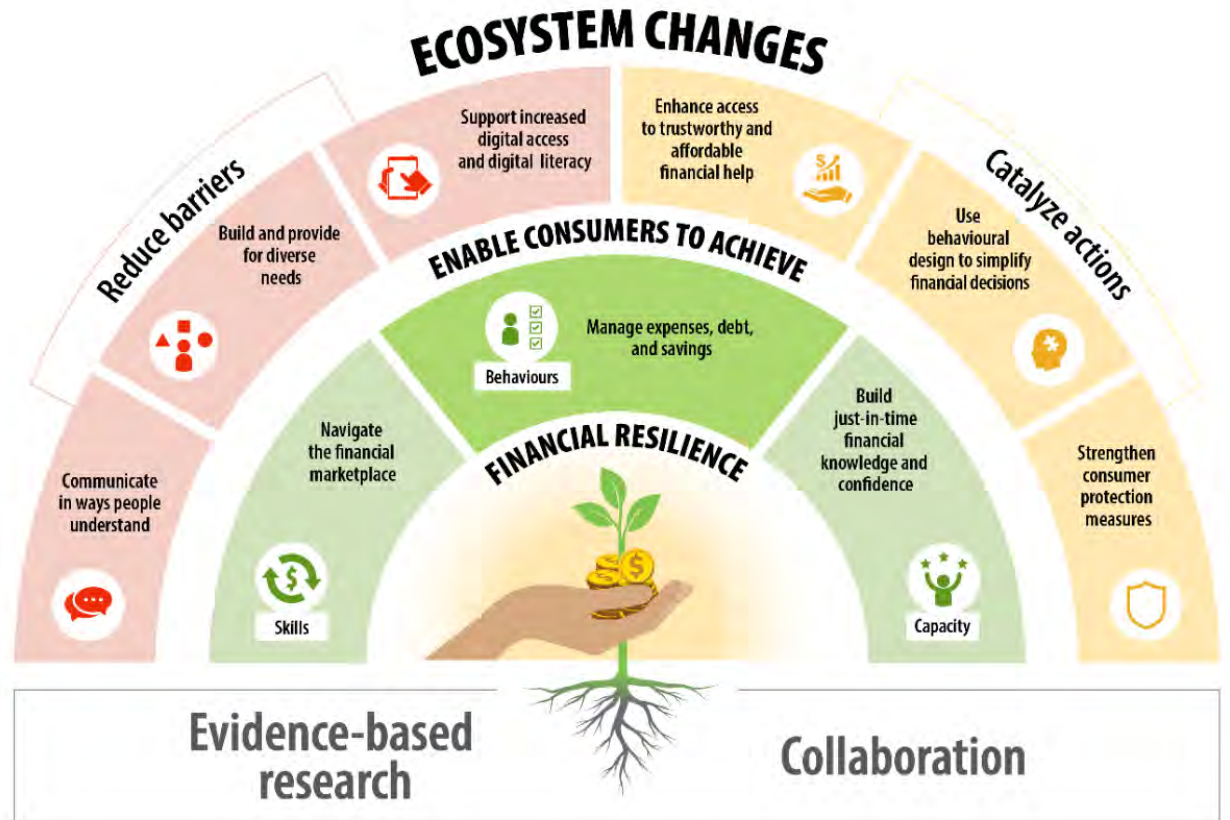 ECOSYSTEM CHANGES
Reduce barriers
Communicate
in ways people
understand
Build and provide
for diverse
needs
Support increased
digital access
and digital literacy
Enhance access
to trustworthy and
affordable
financial help
Catalyze actions
Use
behavioural
design to simplify
financial decisions
Strengthen
consumer
protection
measures
ENABLE CONSUMERS TO ACHIEVE
Navigate
the financial
marketplace
$
Skills
Manage expenses, debt,
and savings
Behaviours
Build
just-in-time
financial
knowledge and
confidence
Capacity
FINANCIAL RESILIENCE
$
$
Evidence-based
research
Collaboration